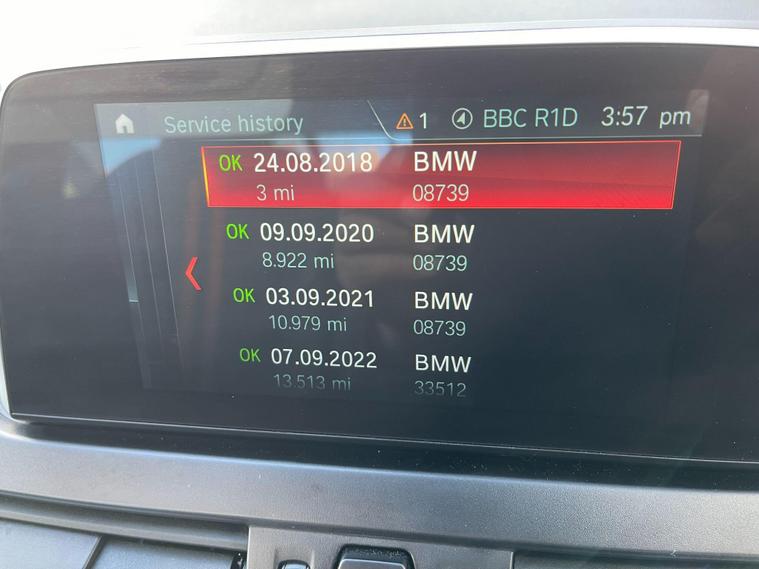 Service history
1 BBC R1D 3:57 pm
OK 24.08.2018 BMW
3 mi 08739
OK 09.09.2020 BMW
8.922 mi 08739
OK 03.09.2021 BMW
10.979 mi 08739
OK 07.09.2022 BMW
13.513 mi 33512